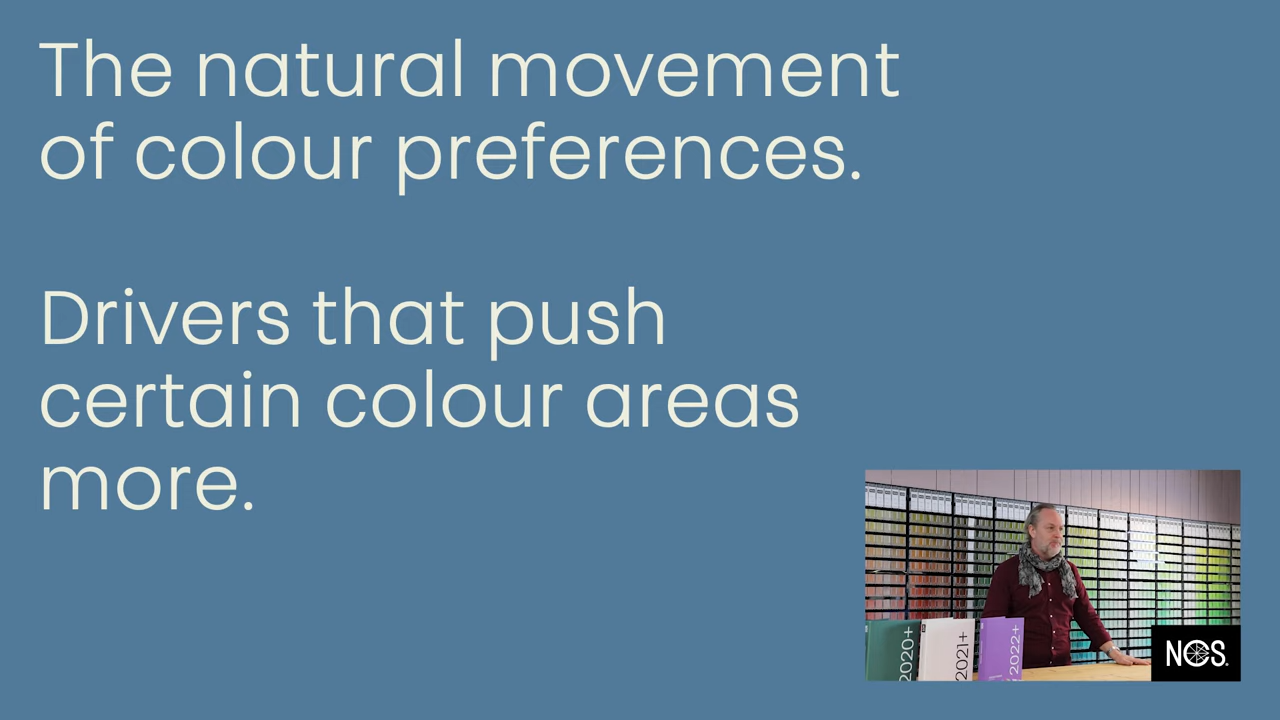 The natural movement
of colour preferences.
Drivers that push
certain colour areas
more.
2020+
2021+
2022+
NCS